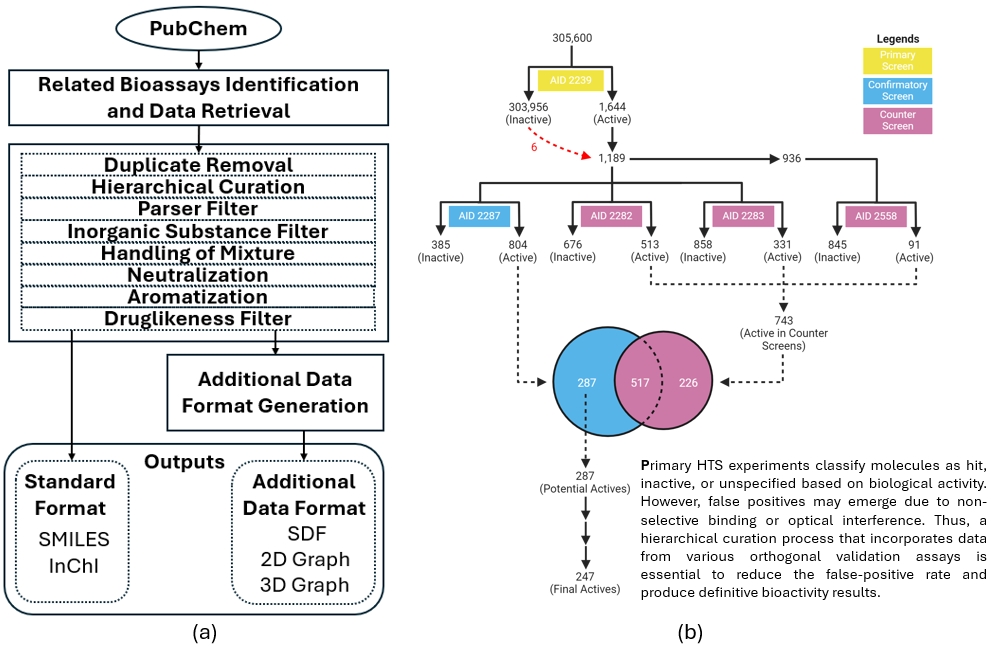 PubChem
Related Bioassays Identification
and Data Retrieval
Duplicate Removal
Hierarchical Curation
Parser Filter
Inorganic Substance Filter
Handling of Mixture
Neutralization
Aromatization
Druglikeness Filter
Additional Data
Format Generation
Outputs
Standard
Format
SMILES
InChI
Additional
Data Format
SDF
2D Graph
3D Graph
(a)
305,600
AID 2239
303,956
(Inactive)
1,644
(Active)
6
1,189
936
Legends
Primary
Screen
Confirmatory
Screen
Counter
Screen
AID 2287
AID 2282
AID 2283
AID 2558
385
(Inactive)
804
(Active)
676
(Inactive)
513
(Active)
858
(Inactive)
331
(Active)
845
(Inactive)
91
(Active)
743
(Active in Counter
Screens)
287
517
226
287
(Potential Actives)
247
(Final Actives)
Primary HTS experiments classify molecules as hit,
inactive, or unspecified based on biological activity.
However, false positives may emerge due to non-
selective binding or optical interference. Thus, a
hierarchical curation process that incorporates data
from various orthogonal validation assays is
essential to reduce the false-positive rate and
produce definitive bioactivity results.
(b)